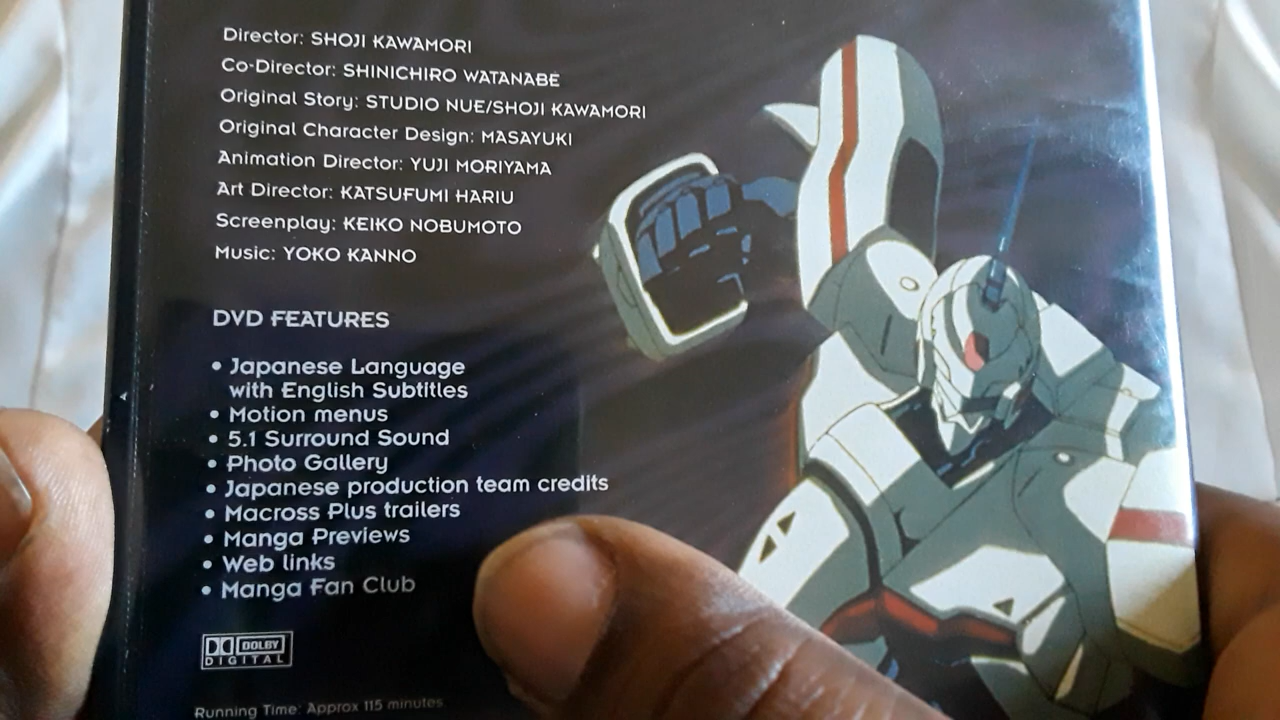 Director: SHOJI KAWAMORI
Co-Director: SHINICHIRO WATANABE
Original Story: STUDIO NUE/SHOJI KAWAMORI
Original Character Design: MASAYUKI
Animation Director: YUJI MORIYAMA
Art Director: KATSUFUMI HARIU
Screenplay: KEIKO NOBUMOTO
Music: YOKO KANNO
DVD FEATURES
• Japanese Language
with English Subtitles
• Motion menus
• 5.1 Surround Sound
• Photo Gallery
• Japanese production team credits
• Macross Plus trailers
• Manga Previews
• Web links
• Manga Fan Club
DOLBY
DIGITAL
Running Time: Approx 115 minutes